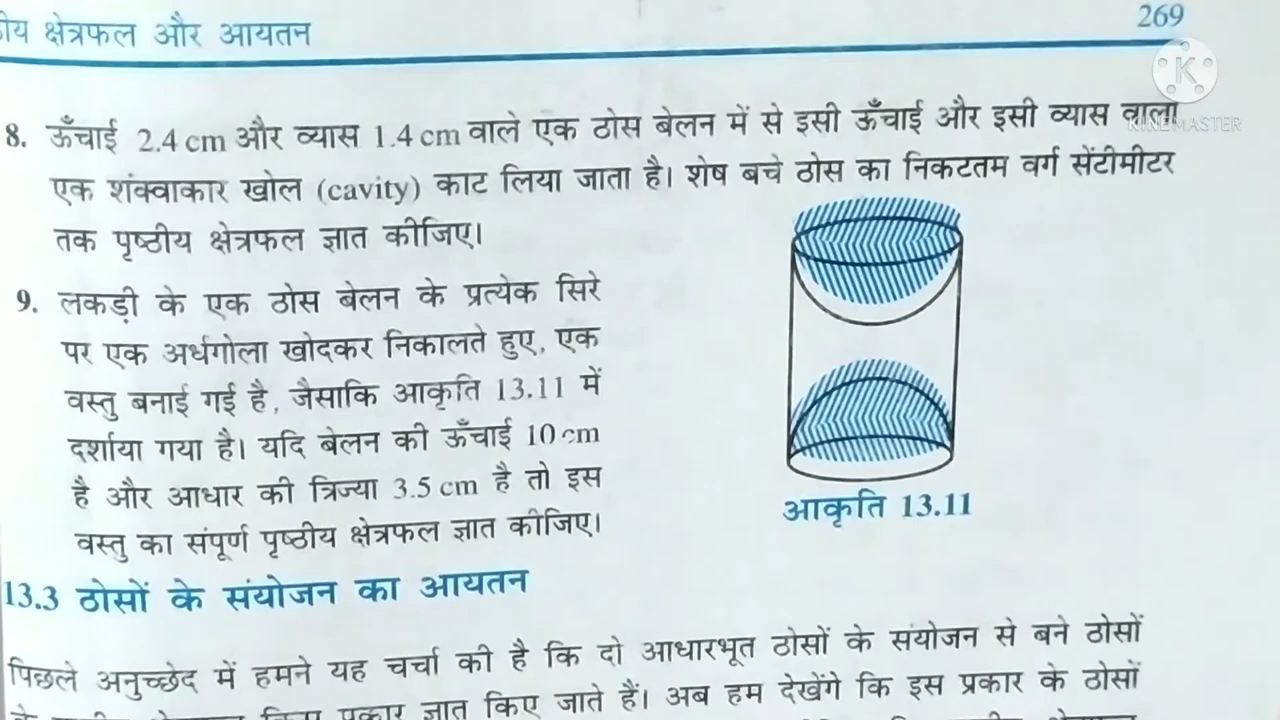 क्षेत्रफल और आयतन
269
8. ऊँचाई 2.4 cm और व्यास 1.4 cm वाले एक ठोस बेलन में से इसी ऊँचाई और इसी व्यास वाला
KINEMASTER
एक शंक्वाकार खोल (cavity) काट लिया जाता है। शेष बचे ठोस का निकटतम वर्ग सेंटीमीटर
तक पृष्ठीय क्षेत्रफल ज्ञात कीजिए।
9. लकड़ी के एक ठोस बेलन के प्रत्येक सिरे
पर एक अर्धगोला खोदकर निकालते हुए, एक
वस्तु बनाई गई है, जैसाकि आकृति 13.11 में
दर्शाया गया है। यदि बेलन की ऊँचाई 10 cm
है और आधार की त्रिज्या 3.5 cm है तो इस
वस्तु का संपूर्ण पृष्ठीय क्षेत्रफल ज्ञात कीजिए।
आकृति 13.11
13.3 ठोसों के संयोजन का आयतन
पिछले अनुच्छेद में हमने यह चर्चा की है कि दो आधारभूत ठोसों के संयोजन से बने ठोसों
ज्ञात किए जाते हैं। अब हम देखेंगे कि इस प्रकार के ठोसों